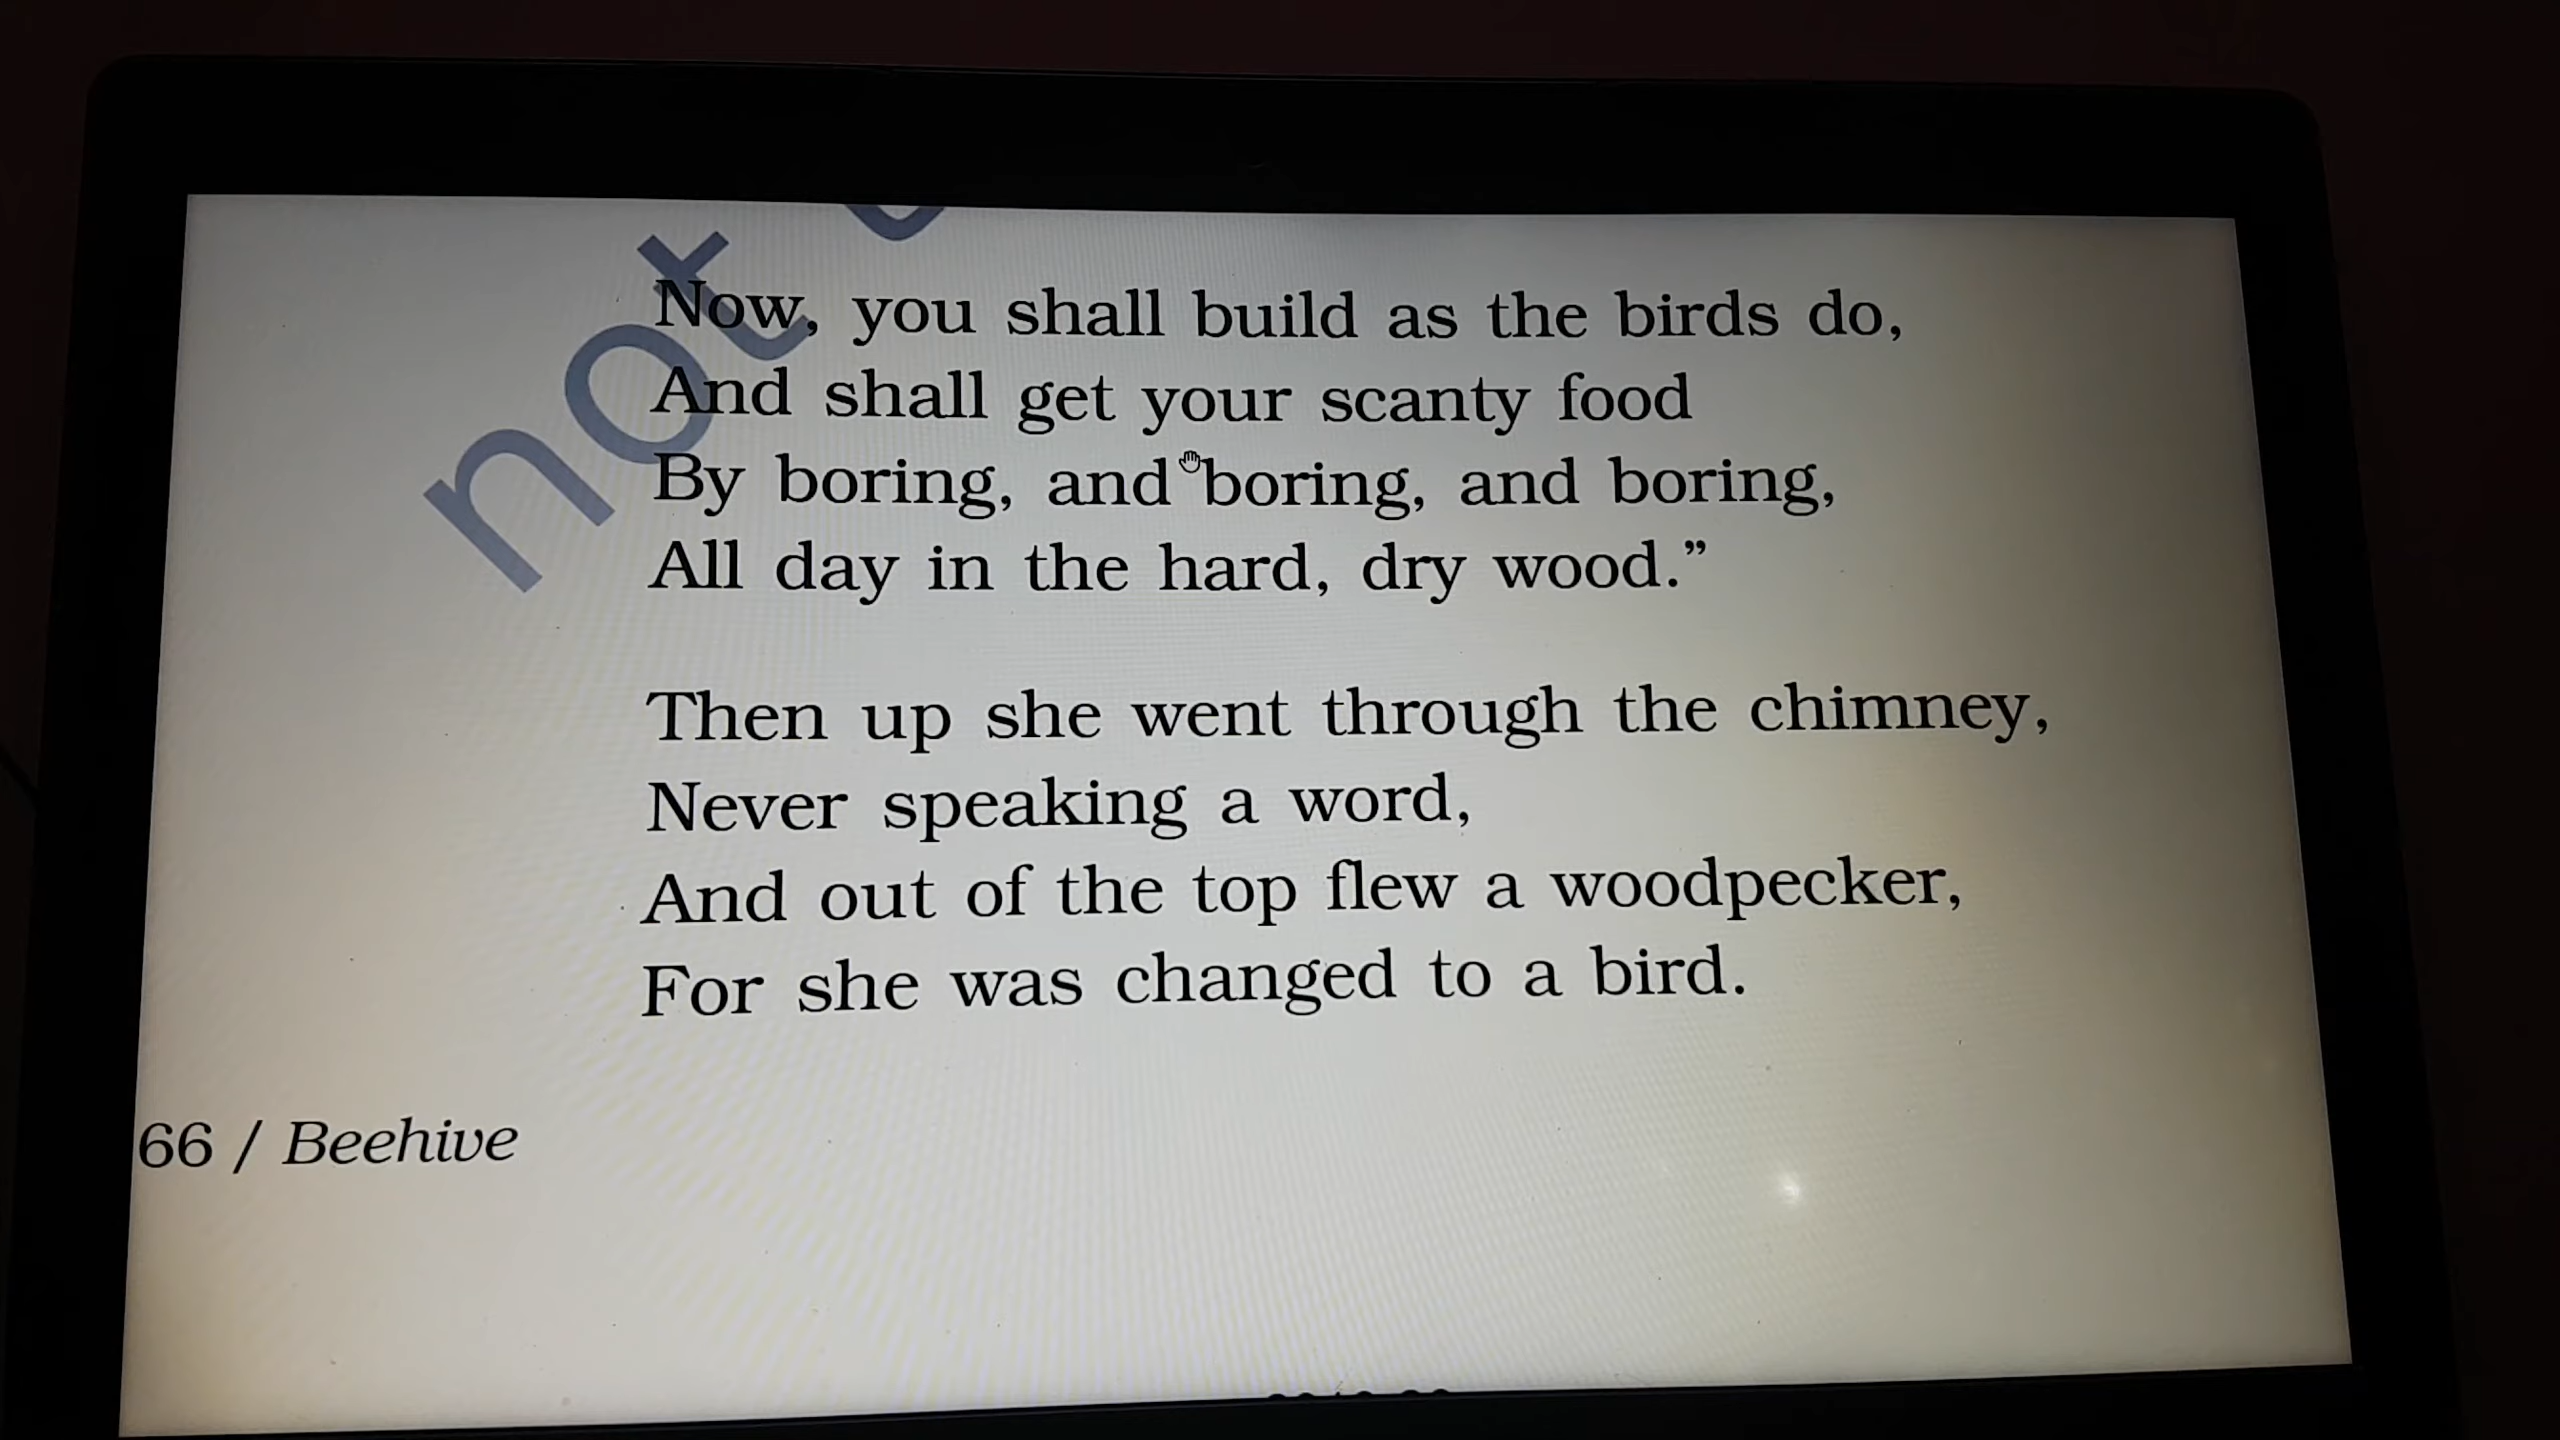 not
Now, you shall build as the birds do,
And shall get your scanty food
By boring, and boring, and boring,
All day in the hard, dry wood.”
Then up she went through the chimney,
Never speaking a word,
And out of the top flew a woodpecker,
For she was changed to a bird.
66 / Beehive